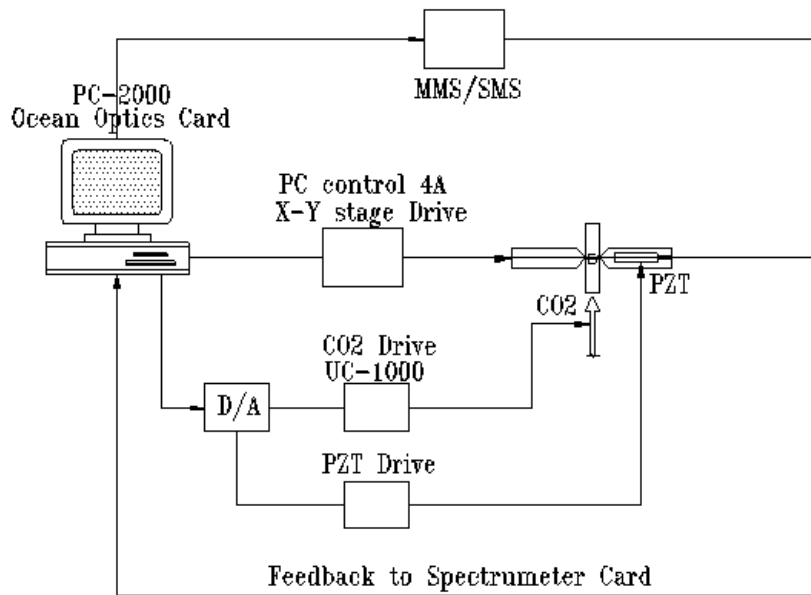 MMS/SMS
PC-2000
Ocean Optics Card
PC control 4A
X-Y stage Drive
PZT
CO2
CO2 Drive
UC-1000
D/A
PZT Drive
Feedback to Spectrumeter Card